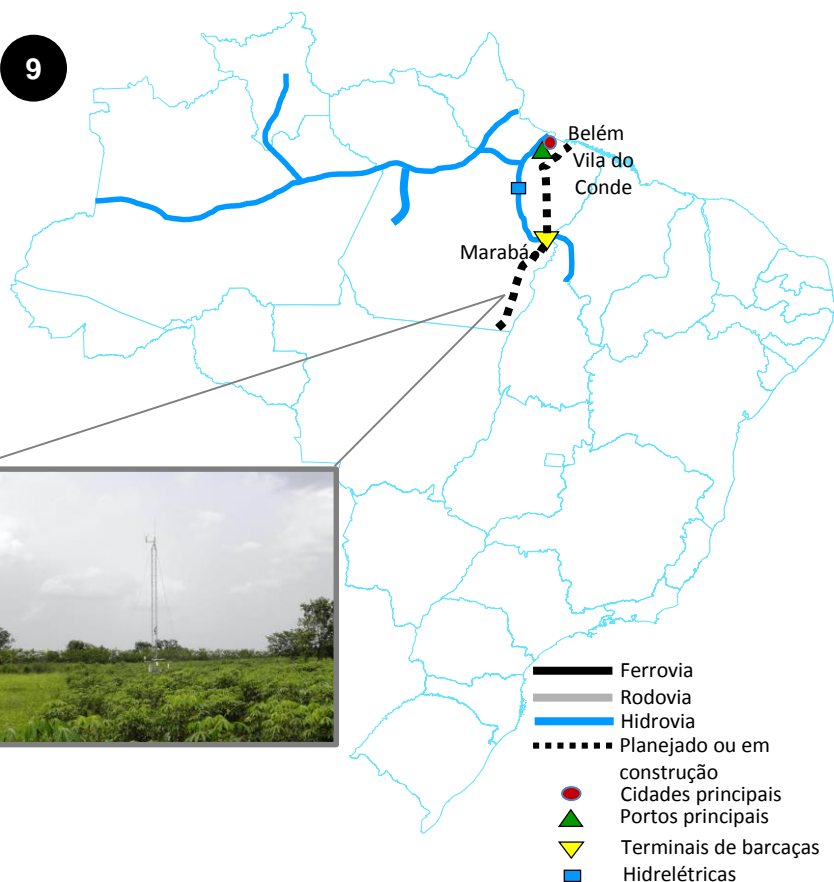 9
Belém
Vila do
Conde
Marabá
Ferrovia
Rodovia
Hidrovia
Planejado ou em
construção
Cidades principais
Portos principais
Terminais de barcaças
Hidrelétricas